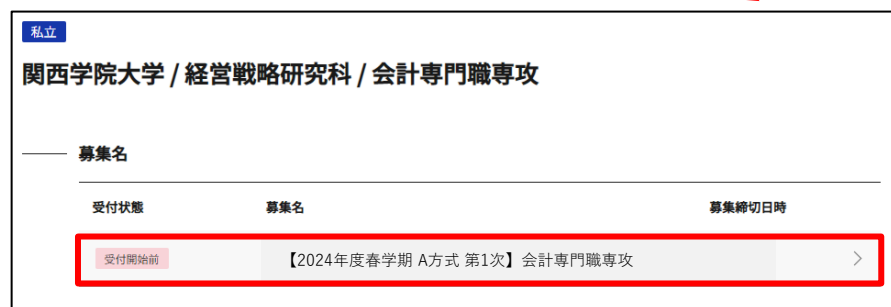 私立
関西学院大学 / 経営戦略研究科 / 会計専門職専攻
募集名
受付状態 募集名 募集締切日時
受付開始前 【2024年度春学期 A方式 第1次】会計専門職専攻